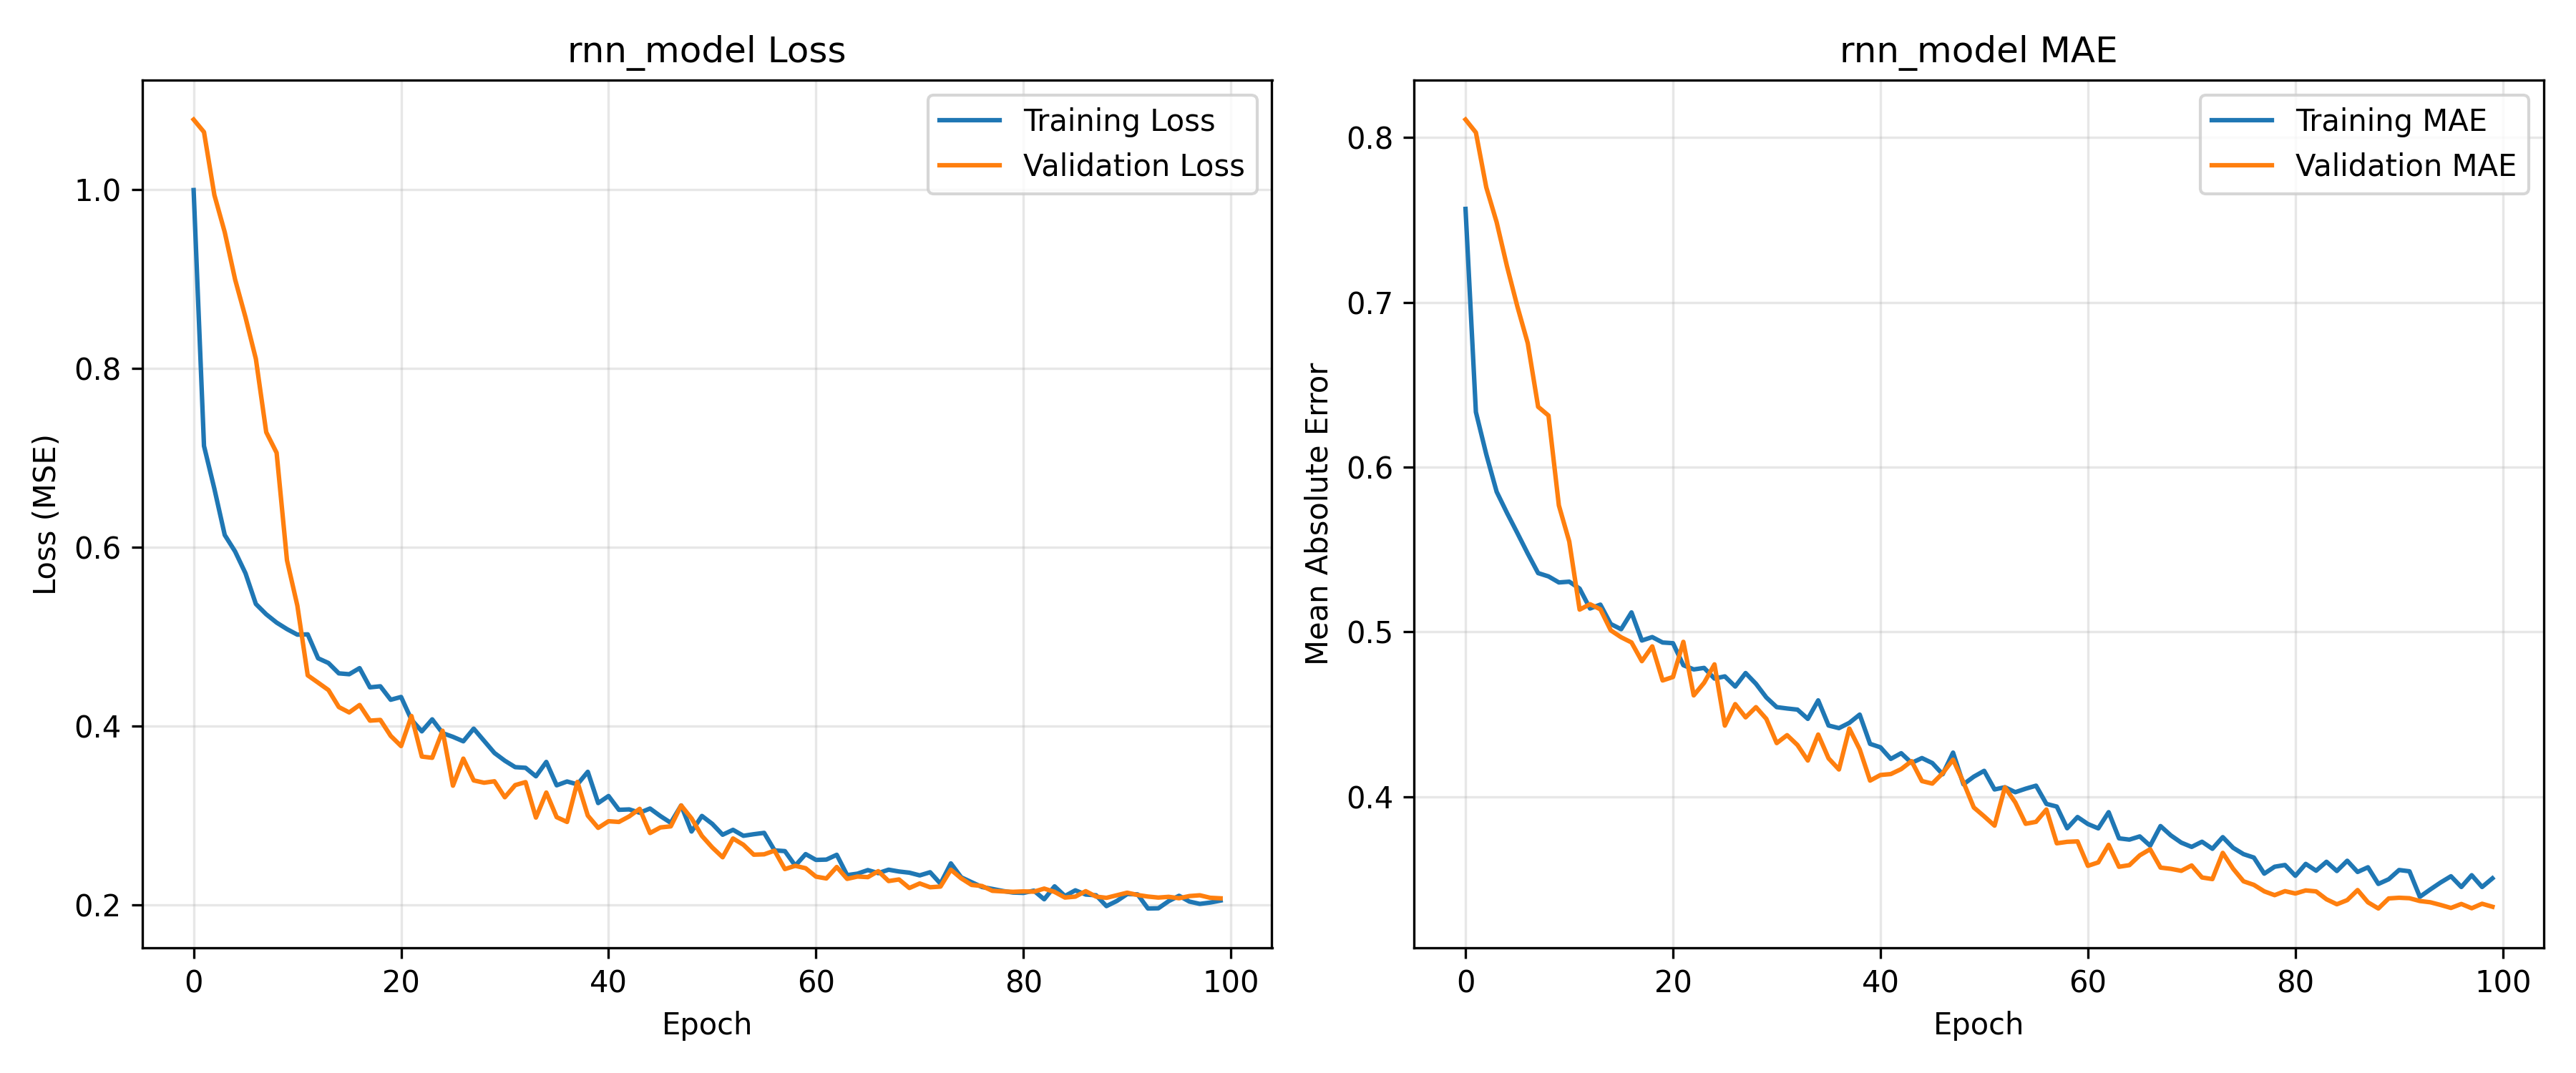 rnn_model Loss
Training Loss
Validation Loss
1.0
0.8
0.6
0.4
0.2
Loss (MSE)
0 20 40 60 80 100
Epoch
rnn_model MAE
Training MAE
Validation MAE
0.8
0.7
0.6
0.5
0.4
Mean Absolute Error
0 20 40 60 80 100
Epoch